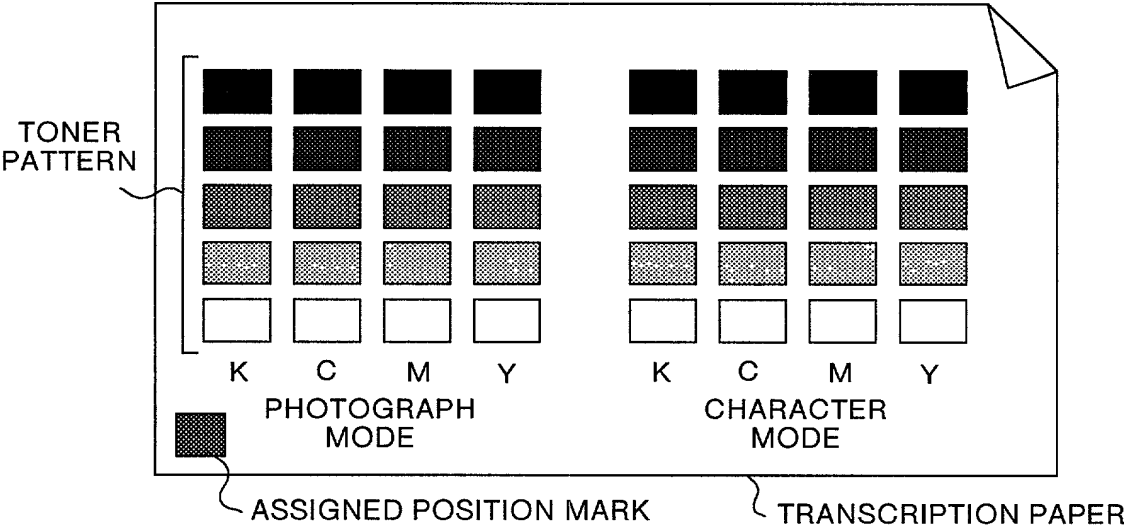 TONER
PATTERN
K C M Y K C M Y
PHOTOGRAPH
MODE
CHARACTER
MODE
ASSIGNED POSITION MARK
TRANSCRIPTION PAPER